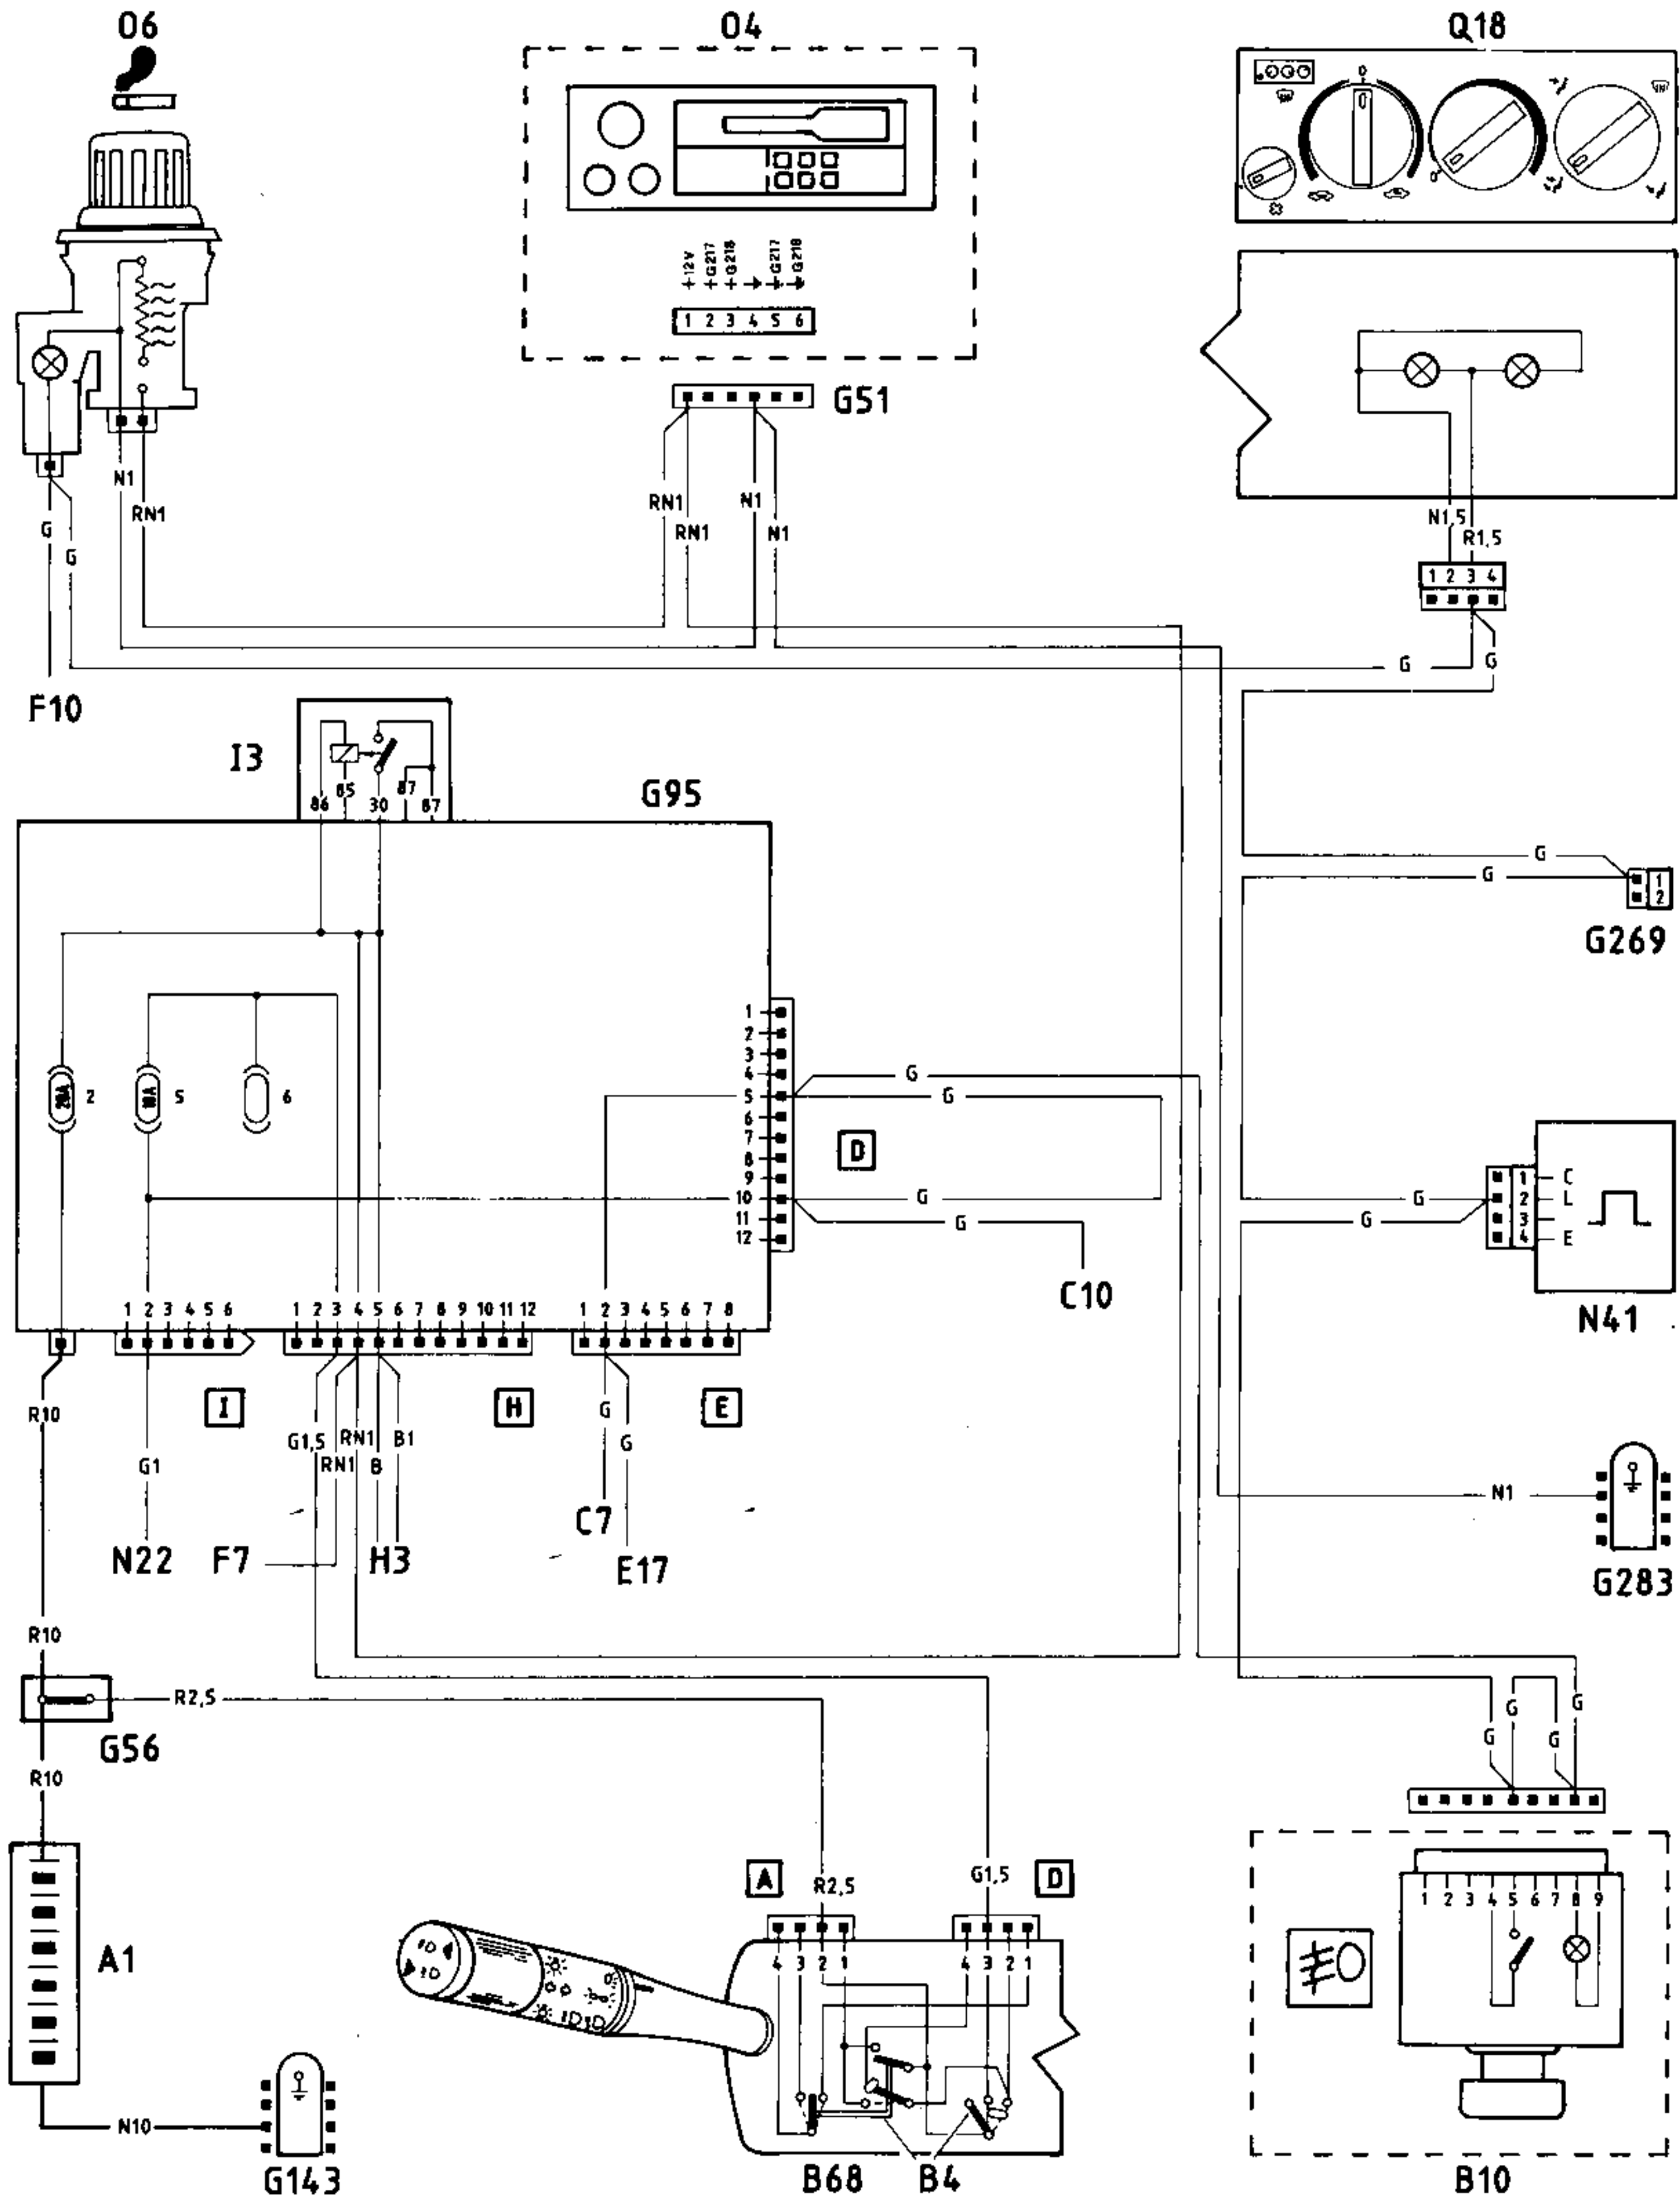 O6
O4
Q18
0
0
+12V
+G217
+G218
G217
G218
1 2 3 4 5 6
G51
N1
RN1
RN1
N1
RN1
N1
G
G
N1,5
R1,5
1 2 3 4
G
G
F10
I3
86
85
30
87
87
G95
G
G
1
2
G269
20A
2
10A
5
6
1
2
3
4
5
6
7
8
9
10
11
12
G
G
D
G
G
C10
G
G
1
2
3
4
C
L
E
N41
1 2 3 4 5 6
1 2 3 4 5 6 7 8 9 10 11 12
1 2 3 4 5 6 7 8
I
H
E
R10
G1
G1,5
RN1
RN1
B
B1
G
G
N22
F7
H3
C7
E17
N1
G283
R10
G56
R2,5
R10
G
G
G
G
A1
A
R2,5
G1,5
D
4 3 2 1
4 3 2 1
1 2 3 4 5 6 7 8 9
N10
G143
B68
B4
B10